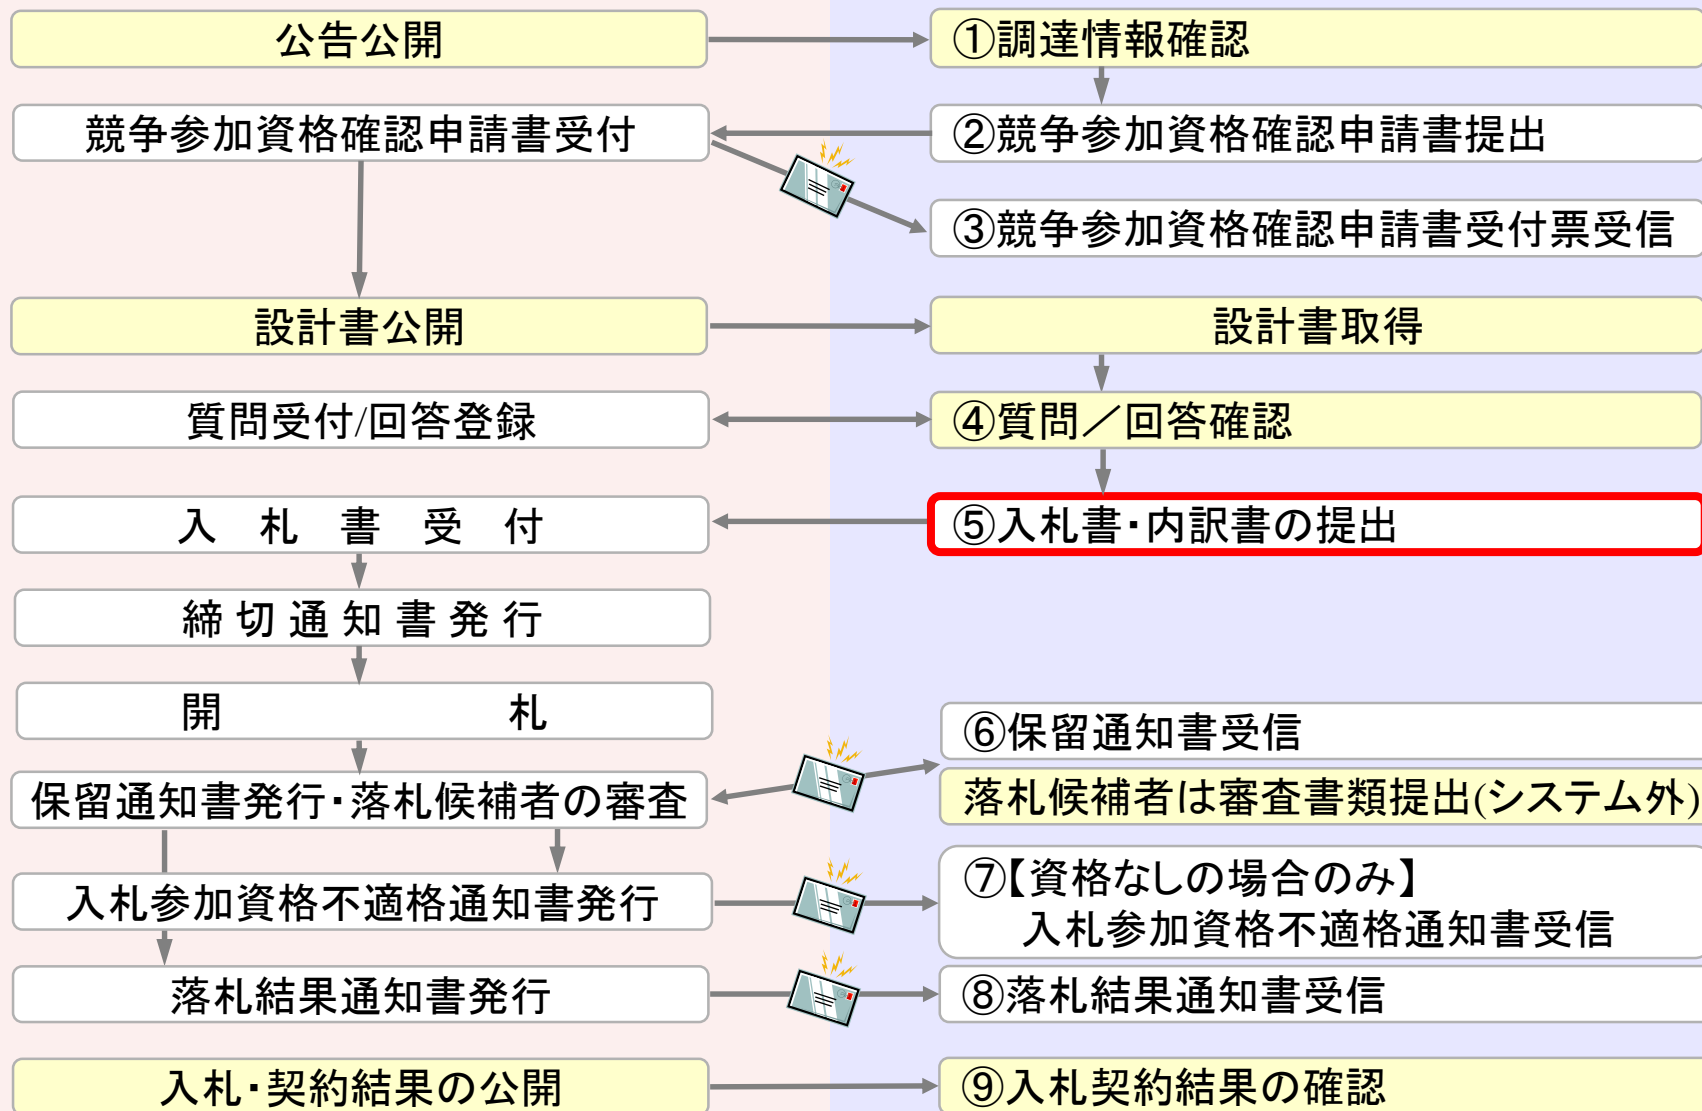 公告公開
①調達情報確認
競争参加資格確認申請書受付
②競争参加資格確認申請書提出
③競争参加資格確認申請書受付票受信
設計書公開
設計書取得
質問受付/回答登録
④質問／回答確認
入 札 書 受 付
⑤入札書・内訳書の提出
締切通知書発行
開 札
⑥保留通知書受信
保留通知書発行・落札候補者の審査
落札候補者は審査書類提出(システム外)
入札参加資格不適格通知書発行
⑦【資格なしの場合のみ】
入札参加資格不適格通知書受信
落札結果通知書発行
⑧落札結果通知書受信
入札・契約結果の公開
⑨入札契約結果の確認